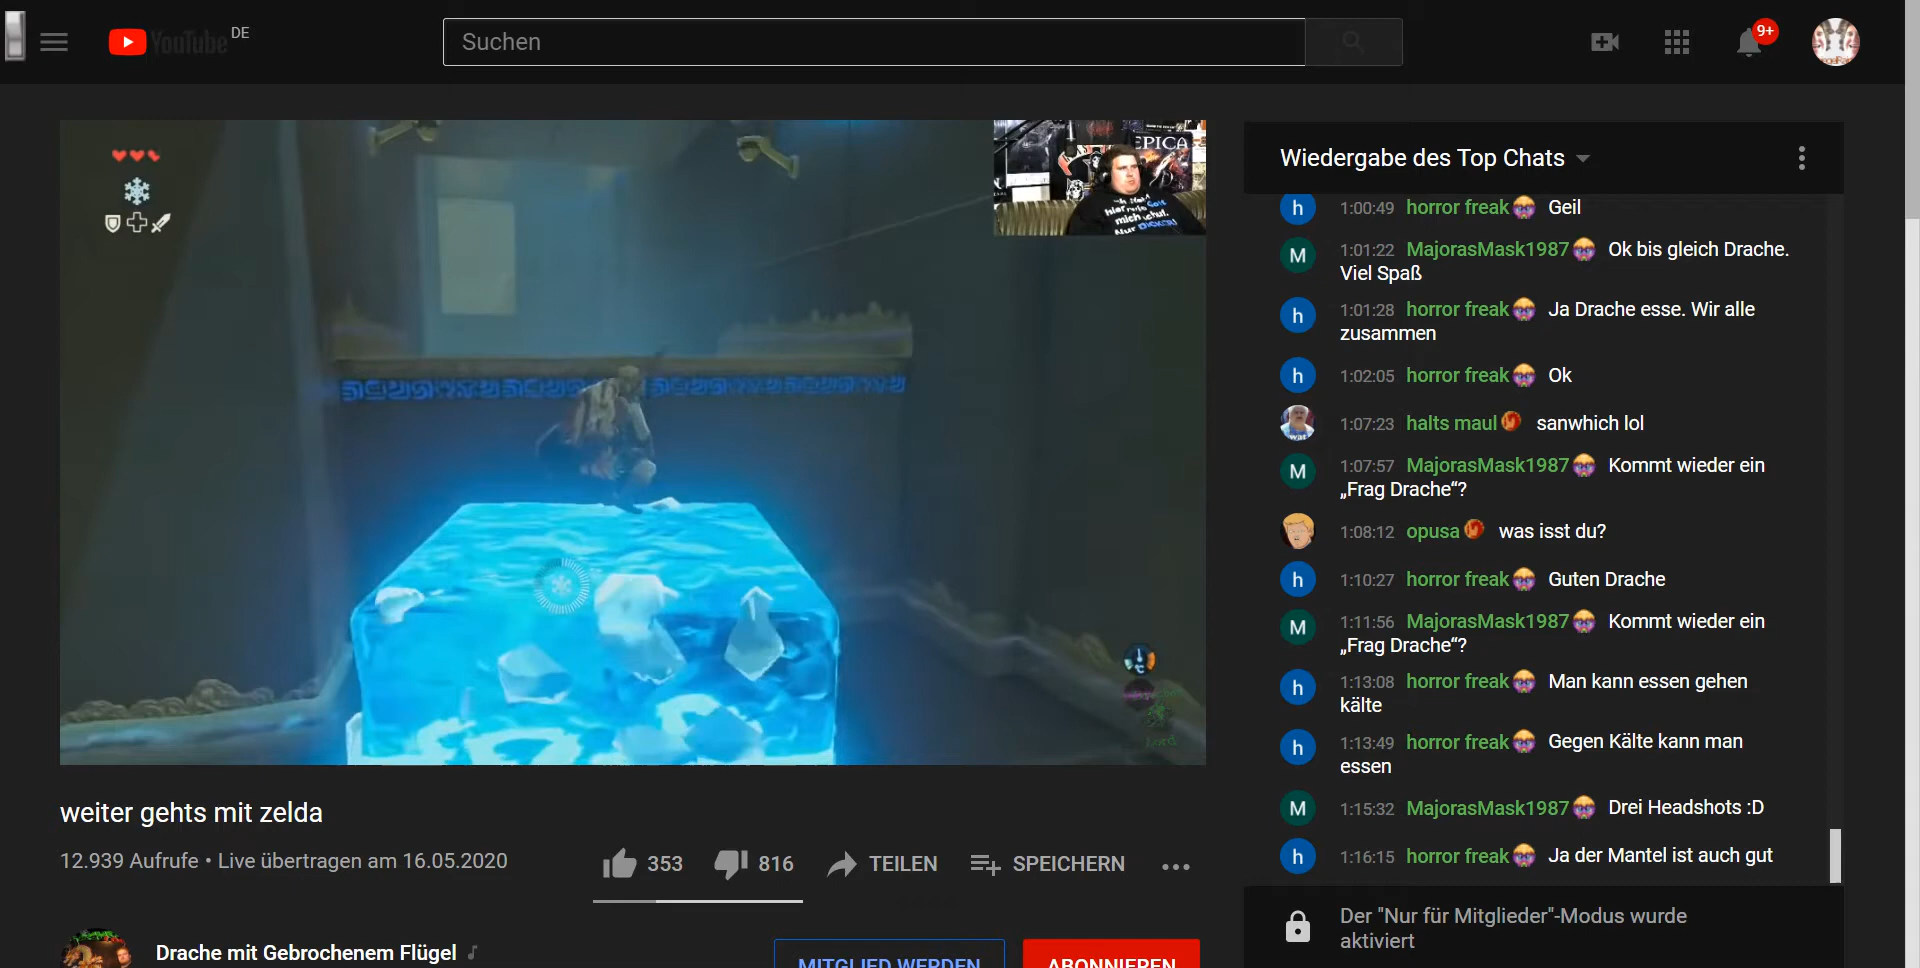 YouTube DE
Suchen
9+
EPICA
Wiedergabe des Top Chats
h 1:00:49 horror freak Geil
M 1:01:22 MajorasMask1987 Ok bis gleich Drache.
Viel Spaß
h 1:01:28 horror freak Ja Drache esse. Wir alle
zusammen
h 1:02:05 horror freak Ok
1:07:23 halts maul sanwhich lol
M 1:07:57 MajorasMask1987 Kommt wieder ein
„Frag Drache“?
1:08:12 opusa was isst du?
h 1:10:27 horror freak Guten Drache
M 1:11:56 MajorasMask1987 Kommt wieder ein
„Frag Drache“?
h 1:13:08 horror freak Man kann essen gehen
kälte
h 1:13:49 horror freak Gegen Kälte kann man
essen
M 1:15:32 MajorasMask1987 Drei Headshots :D
h 1:16:15 horror freak Ja der Mantel ist auch gut
Der "Nur für Mitglieder"-Modus wurde
aktiviert
weiter gehts mit zelda
12.939 Aufrufe • Live übertragen am 16.05.2020
353 816 TEILEN SPEICHERN
Drache mit Gebrochenem Flügel
MITGLIED WERDEN ABONNIEREN